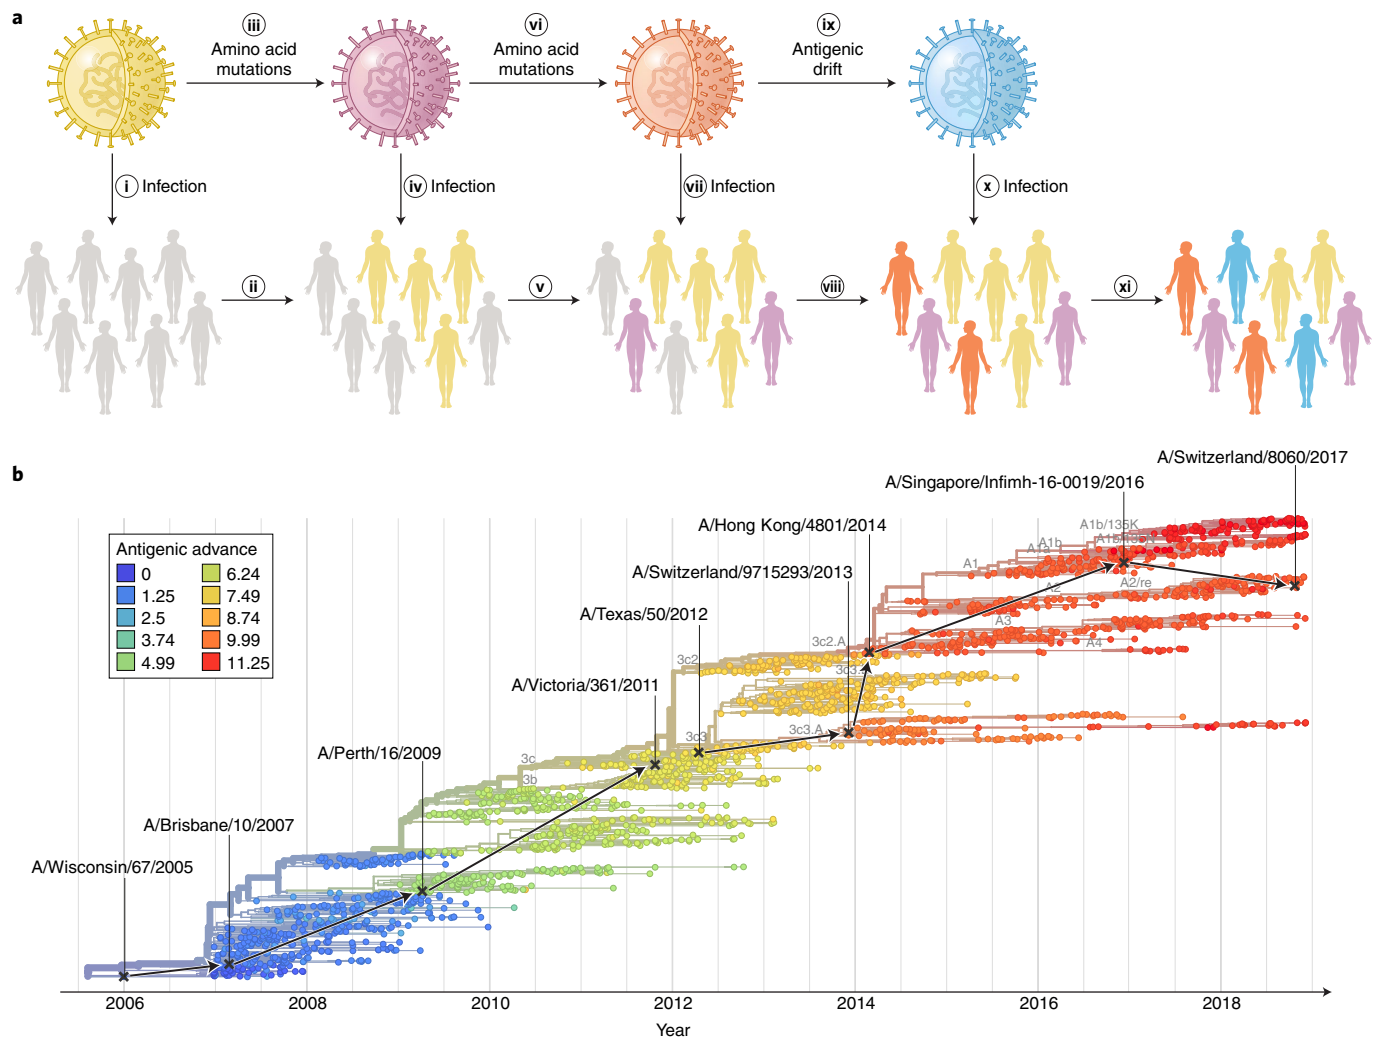 a
iii
Amino acid
mutations
vi
Amino acid
mutations
ix
Antigenic
drift
i Infection
iv Infection
vii Infection
x Infection
ii
v
viii
xi
b
A/Switzerland/8060/2017
A/Singapore/Infimh-16-0019/2016
A/Hong Kong/4801/2014
A/Switzerland/9715293/2013
A/Texas/50/2012
A/Victoria/361/2011
A/Perth/16/2009
A/Brisbane/10/2007
A/Wisconsin/67/2005
Antigenic advance
0 6.24
1.25 7.49
2.5 8.74
3.74 9.99
4.99 11.25
A1b/135K
A1b
A1a
A1
A2
A2/re
A3
A4
3c2.A
3c2
3c3.A
3c3
3c
3b
2006 2008 2010 2012 2014 2016 2018
Year